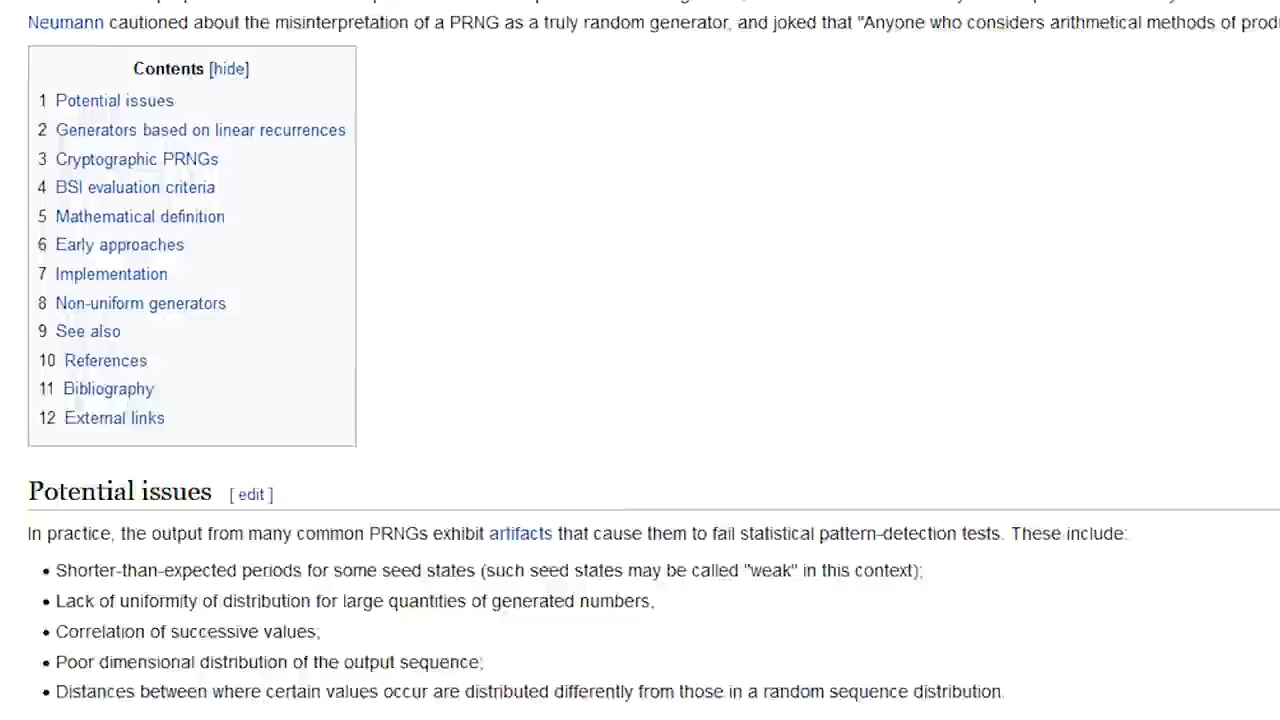 Neumann cautioned about the misinterpretation of a PRNG as a truly random generator, and joked that "Anyone who considers arithmetical methods of prod
Contents [hide]
1 Potential issues
2 Generators based on linear recurrences
3 Cryptographic PRNGs
4 BSI evaluation criteria
5 Mathematical definition
6 Early approaches
7 Implementation
8 Non-uniform generators
9 See also
10 References
11 Bibliography
12 External links
Potential issues [ edit ]
In practice, the output from many common PRNGs exhibit artifacts that cause them to fail statistical pattern-detection tests. These include:
• Shorter-than-expected periods for some seed states (such seed states may be called "weak" in this context);
• Lack of uniformity of distribution for large quantities of generated numbers;
• Correlation of successive values;
• Poor dimensional distribution of the output sequence;
• Distances between where certain values occur are distributed differently from those in a random sequence distribution.